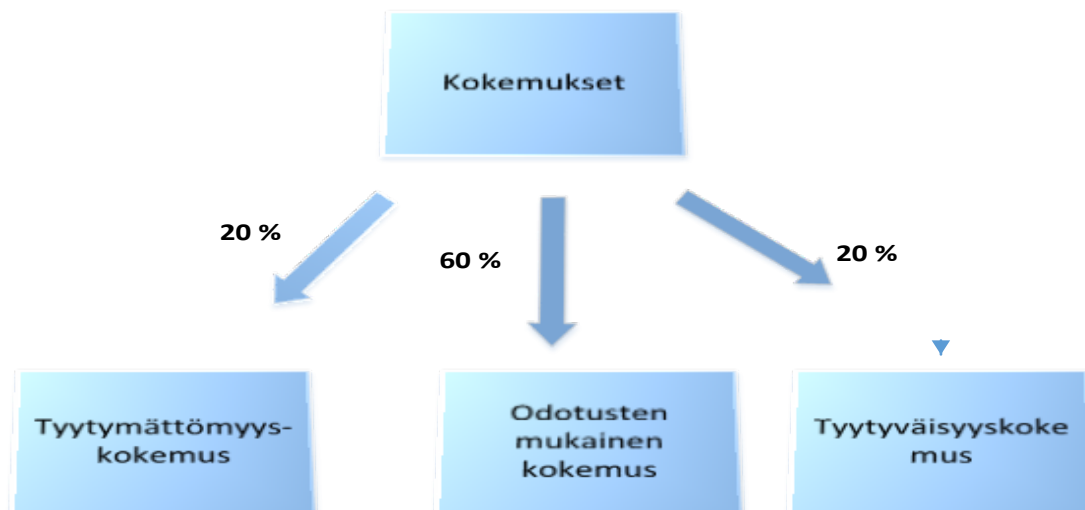 Kokemukset
20 %
60 %
20 %
Tyytymättömyys-
kokemus
Odotusten
mukainen
kokemus
Tyytyväisyyskoke
mus